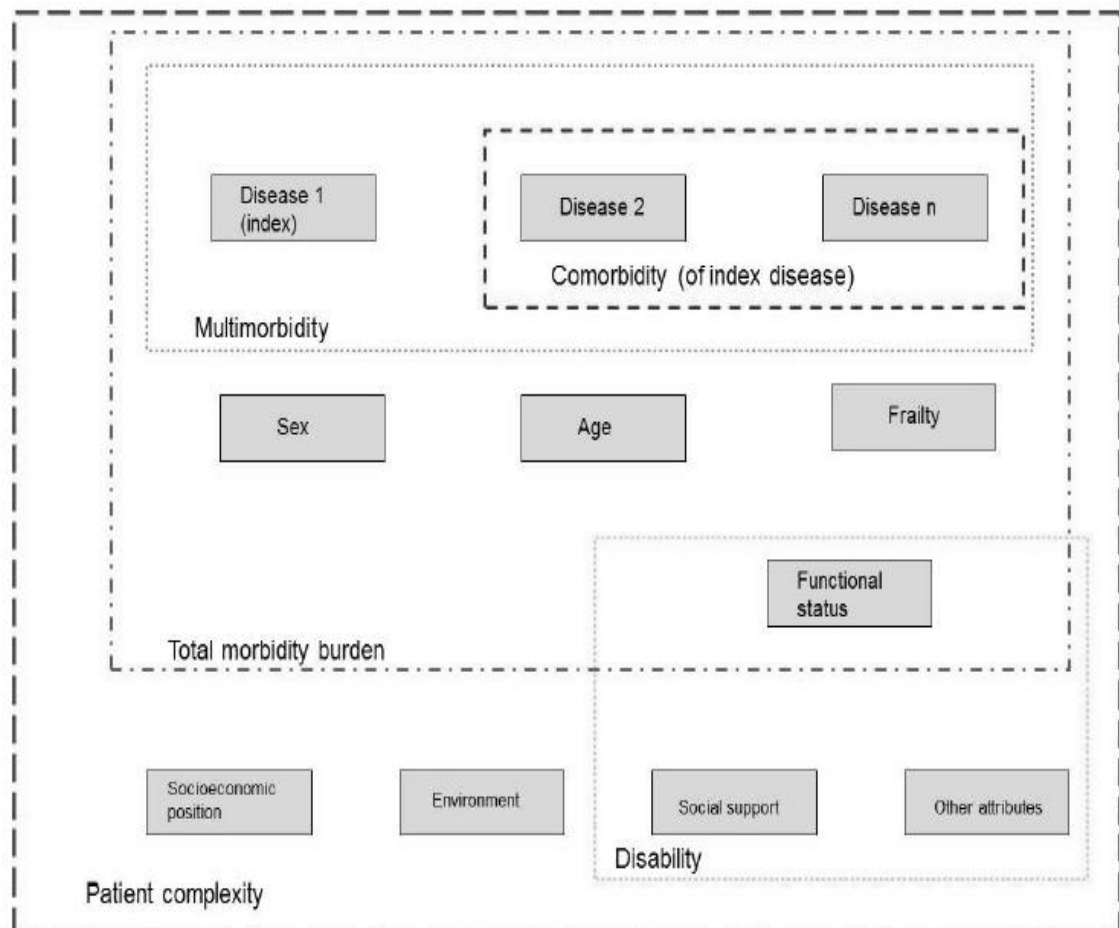 Disease 1
(index)
Disease 2
Disease n
Comorbidity (of index disease)
Multimorbidity
Sex
Age
Frailty
Functional
status
Total morbidity burden
Socioeconomic
position
Environment
Social support
Other attributes
Disability
Patient complexity